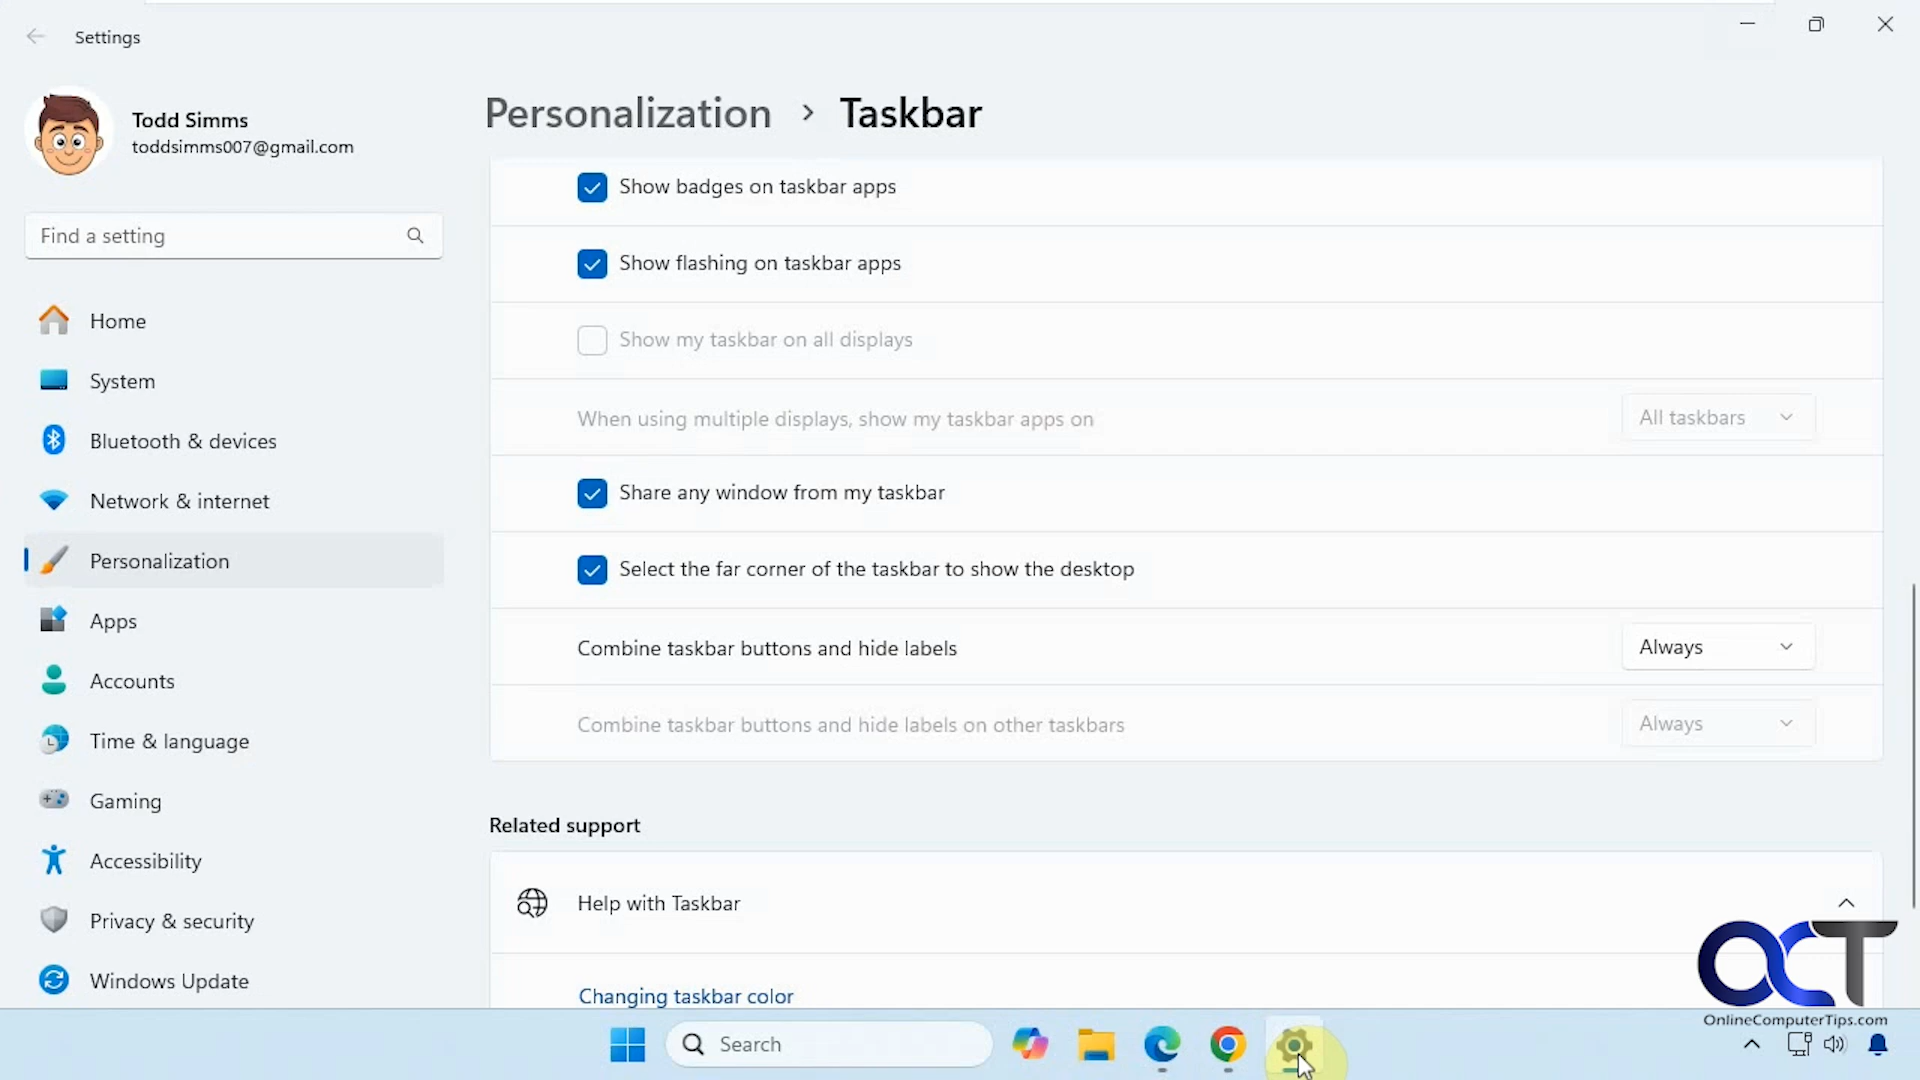 Settings
Todd Simms
toddsimms007@gmail.com
Find a setting
Home
System
Bluetooth & devices
Network & internet
Personalization
Apps
Accounts
Time & language
Gaming
Accessibility
Privacy & security
Windows Update
Personalization > Taskbar
Show badges on taskbar apps
Show flashing on taskbar apps
Show my taskbar on all displays
When using multiple displays, show my taskbar apps on All taskbars
Share any window from my taskbar
Select the far corner of the taskbar to show the desktop
Combine taskbar buttons and hide labels Always
Combine taskbar buttons and hide labels on other taskbars Always
Related support
Help with Taskbar
Changing taskbar color
OCT
OnlineComputerTips.com
Search